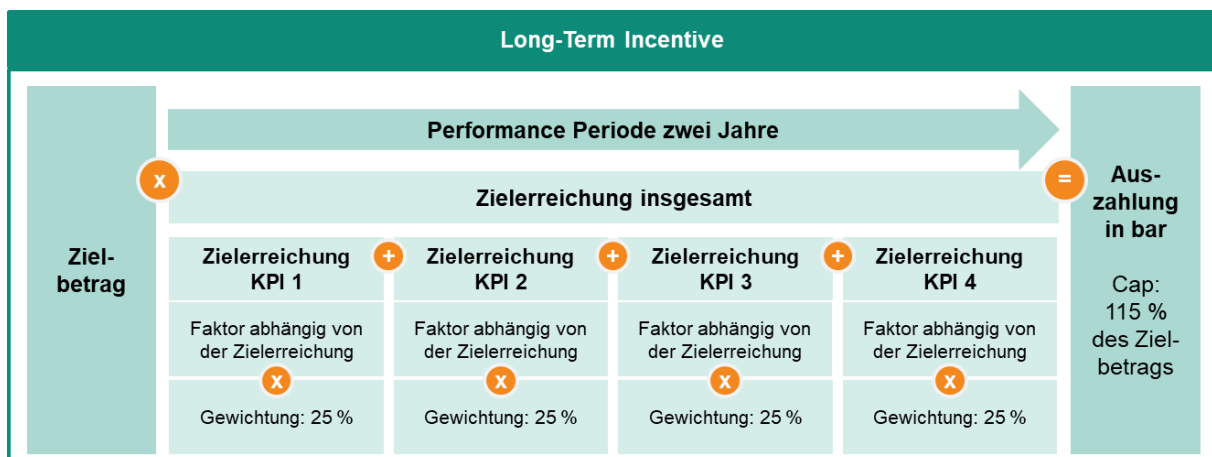 Long-Term Incentive
Performance Periode zwei Jahre
x
=
Zielerreichung insgesamt
Ziel-
betrag
Zielerreichung
KPI 1
+
Zielerreichung
KPI 2
+
Zielerreichung
KPI 3
+
Zielerreichung
KPI 4
Faktor abhängig von
der Zielerreichung
Faktor abhängig von
der Zielerreichung
Faktor abhängig von
der Zielerreichung
Faktor abhängig von
der Zielerreichung
x
x
x
x
Gewichtung: 25 %
Gewichtung: 25 %
Gewichtung: 25 %
Gewichtung: 25 %
Aus-
zahlung
in bar
Cap:
115 %
des Ziel-
betrags